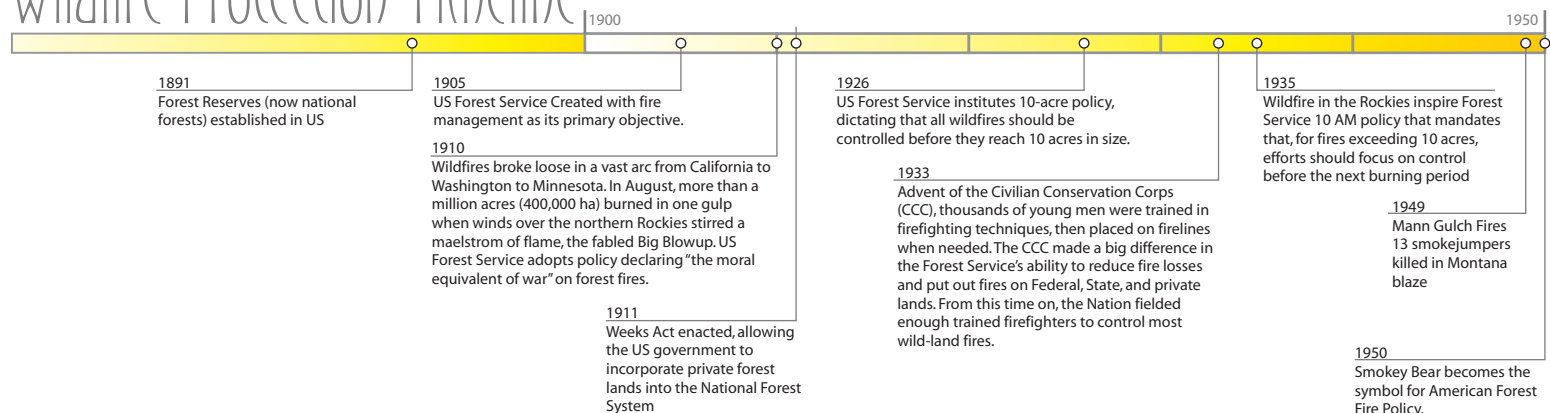 Wildfire Protection Timeline
1900
1950
1891
Forest Reserves (now national
forests) established in US
1905
US Forest Service Created with fire
management as its primary objective.
1910
Wildfires broke loose in a vast arc from California to
Washington to Minnesota. In August, more than a
million acres (400,000 ha) burned in one gulp
when winds over the northern Rockies stirred a
maelstrom of flame, the fabled Big Blowup. US
Forest Service adopts policy declaring “the moral
equivalent of war” on forest fires.
1911
Weeks Act enacted, allowing
the US government to
incorporate private forest
lands into the National Forest
System
1926
US Forest Service institutes 10-acre policy,
dictating that all wildfires should be
controlled before they reach 10 acres in size.
1933
Advent of the Civilian Conservation Corps
(CCC), thousands of young men were trained in
firefighting techniques, then placed on firelines
when needed. The CCC made a big difference in
the Forest Service’s ability to reduce fire losses
and put out fires on Federal, State, and private
lands. From this time on, the Nation fielded
enough trained firefighters to control most
wild-land fires.
1935
Wildfire in the Rockies inspire Forest
Service 10 AM policy that mandates
that, for fires exceeding 10 acres,
efforts should focus on control
before the next burning period
1949
Mann Gulch Fires
13 smokejumpers
killed in Montana
blaze
1950
Smokey Bear becomes the
symbol for American Forest
Fire Policy.